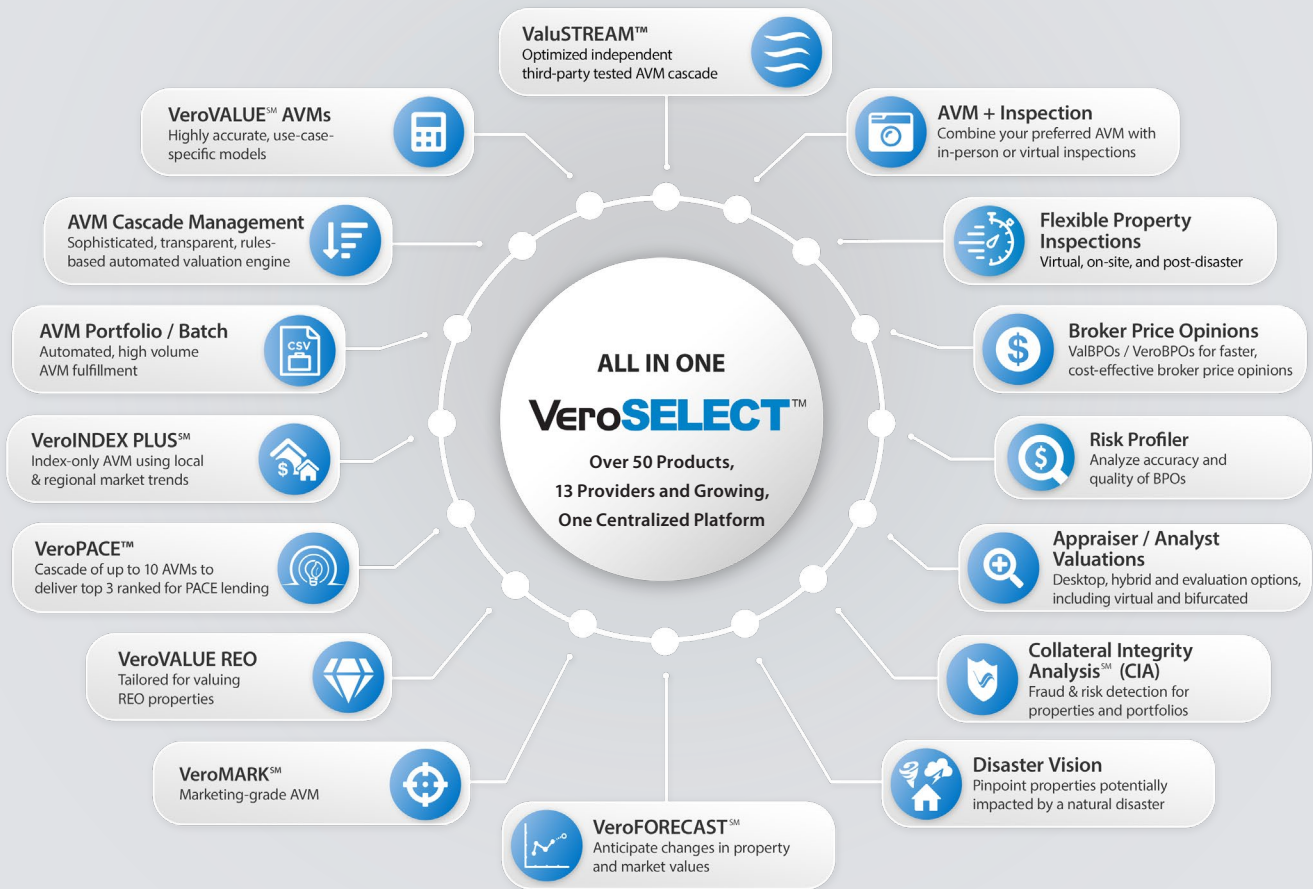 ValuSTREAM™
Optimized independent
third-party tested AVM cascade
VeroVALUE℠ AVMs
Highly accurate, use-case-
specific models
AVM + Inspection
Combine your preferred AVM with
in-person or virtual inspections
AVM Cascade Management
Sophisticated, transparent, rules-
based automated valuation engine
Flexible Property
Inspections
Virtual, on-site, and post-disaster
AVM Portfolio / Batch
Automated, high volume
AVM fulfillment
CSV
Broker Price Opinions
ValBPOs / VeroBPOs for faster,
cost-effective broker price opinions
$
ALL IN ONE
VeroSELECT™
Over 50 Products,
13 Providers and Growing,
One Centralized Platform
VeroINDEX PLUS℠
Index-only AVM using local
& regional market trends
$
Risk Profiler
Analyze accuracy and
quality of BPOs
$
VeroPACE™
Cascade of up to 10 AVMs to
deliver top 3 ranked for PACE lending
Appraiser / Analyst
Valuations
Desktop, hybrid and evaluation options,
including virtual and bifurcated
VeroVALUE REO
Tailored for valuing
REO properties
Collateral Integrity
Analysis℠ (CIA)
Fraud & risk detection for
properties and portfolios
VeroMARK℠
Marketing-grade AVM
Disaster Vision
Pinpoint properties potentially
impacted by a natural disaster
VeroFORECAST℠
Anticipate changes in property
and market values